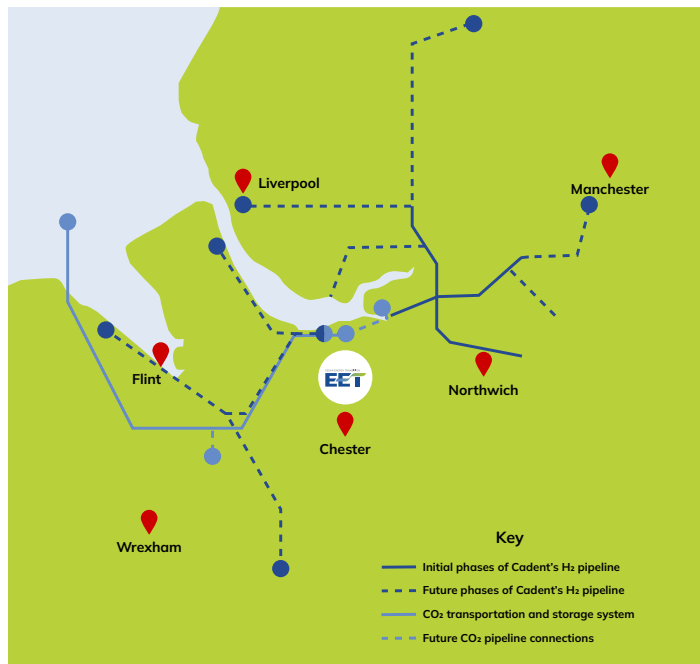 Liverpool
Manchester
Flint
EET
Northwich
Chester
Wrexham
Key
Initial phases of Cadent's H₂ pipeline
Future phases of Cadent's H₂ pipeline
CO₂ transportation and storage system
Future CO₂ pipeline connections